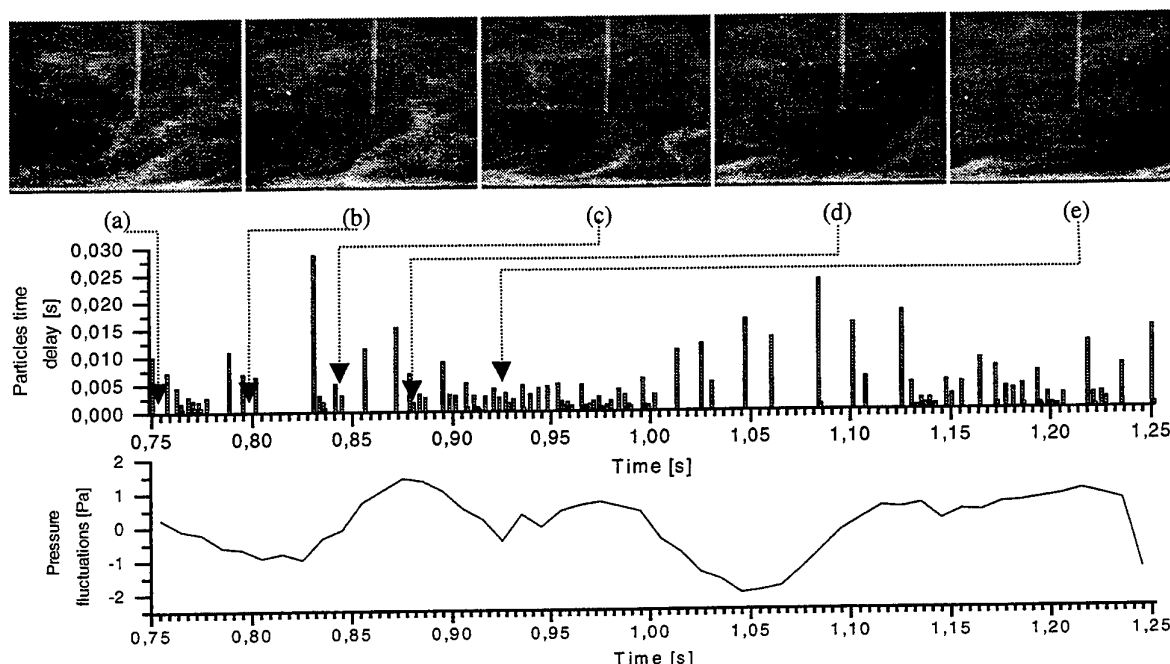 (a) (b) (c) (d) (e)
Particles time
delay [s]
0,030
0,025
0,020
0,015
0,010
0,005
0,000
0,75 0,80 0,85 0,90 0,95 1,00 1,05 1,10 1,15 1,20 1,25
Time [s]
Pressure
fluctuations [Pa]
2
1
0
-1
-2
0,75 0,80 0,85 0,90 0,95 1,00 1,05 1,10 1,15 1,20 1,25
Time [s]